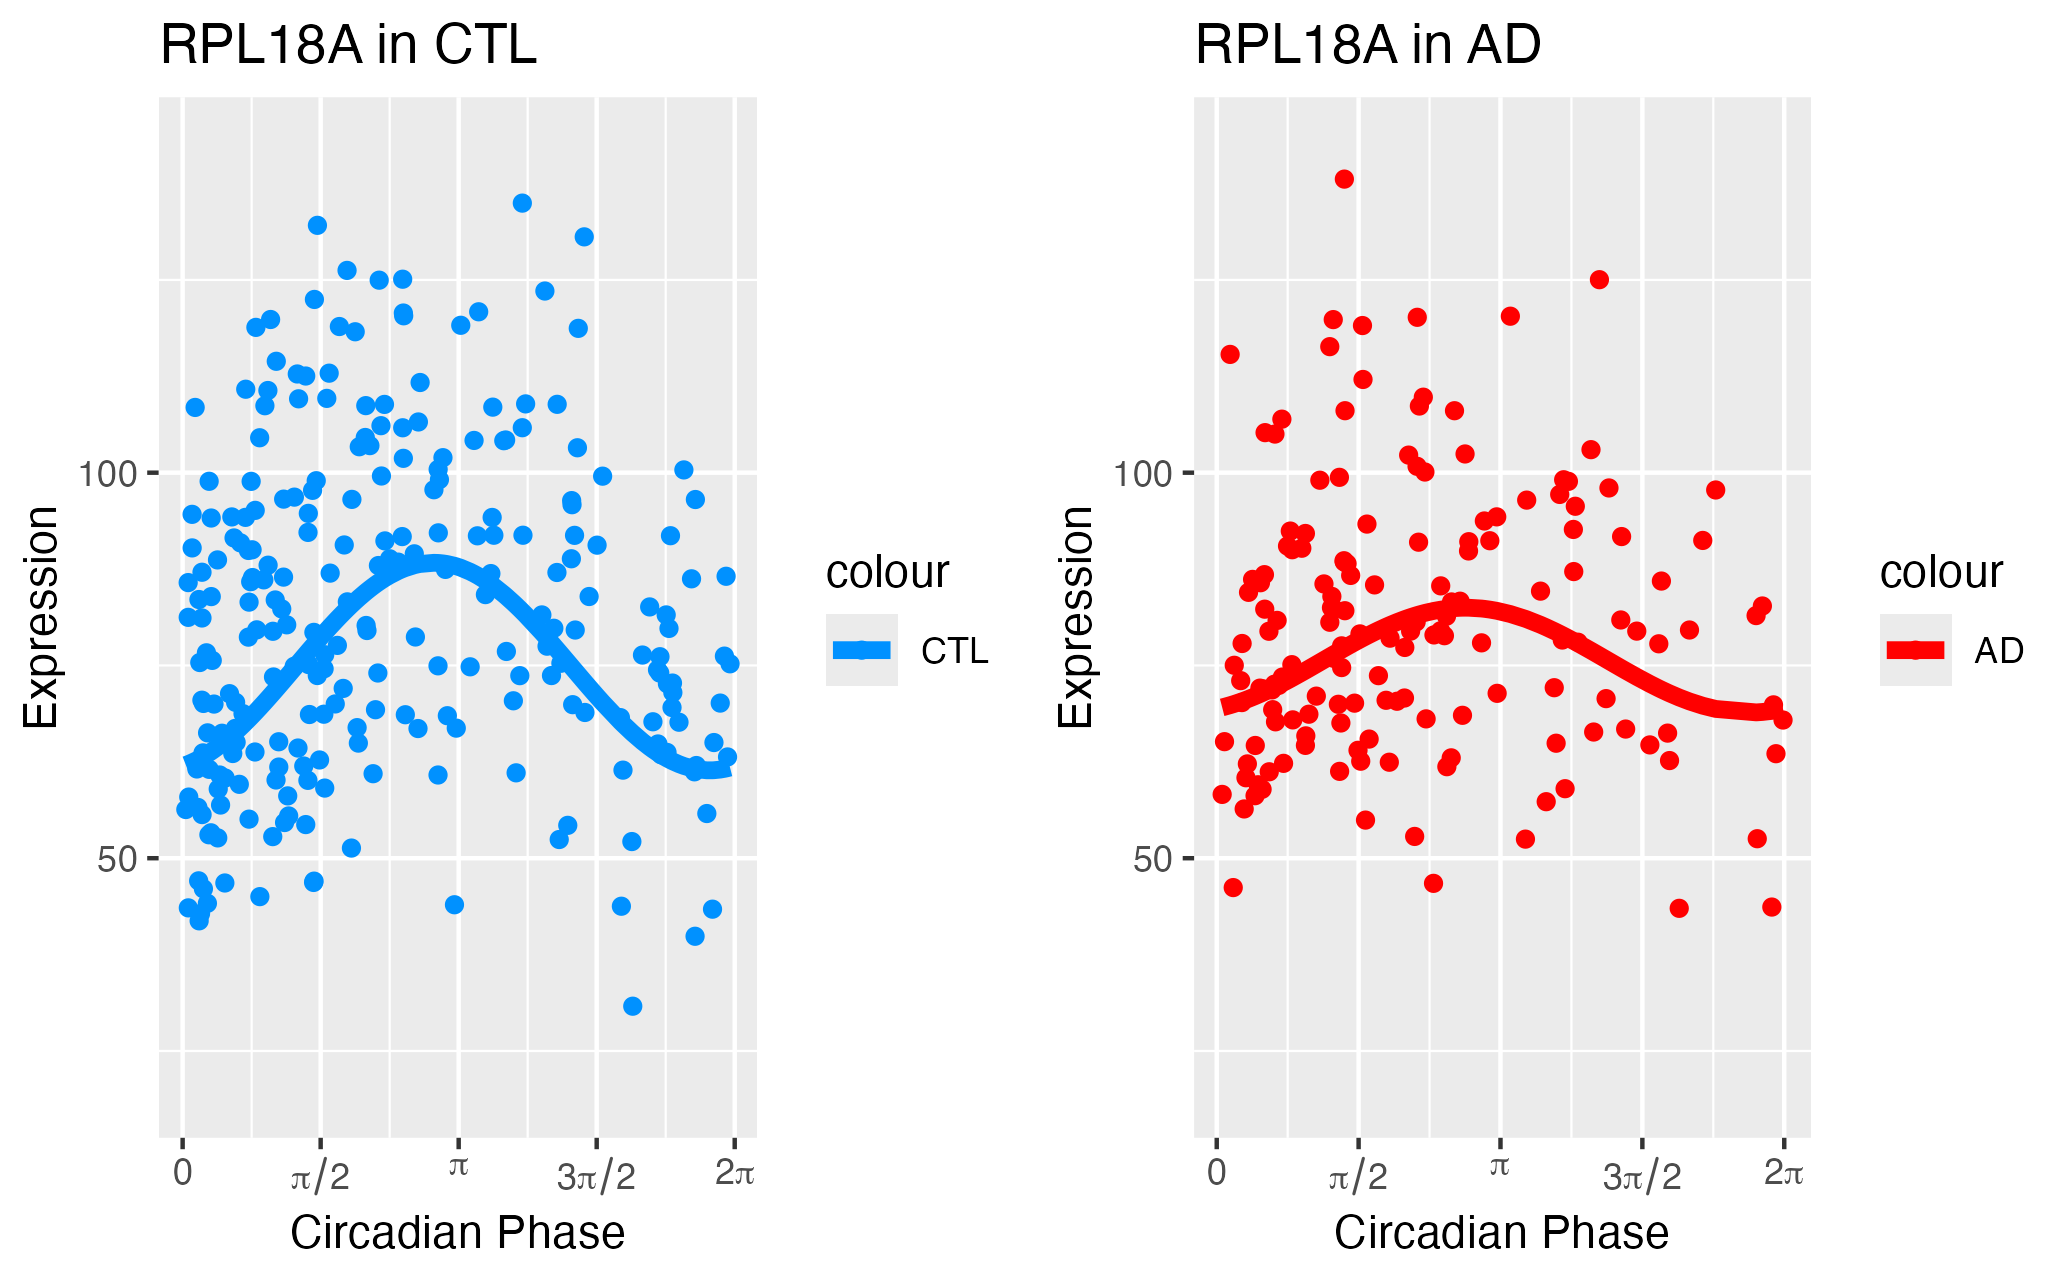 RPL18A in CTL
Expression
100
50
0 π/2 π 3π/2 2π
Circadian Phase
colour
CTL
RPL18A in AD
Expression
100
50
0 π/2 π 3π/2 2π
Circadian Phase
colour
AD